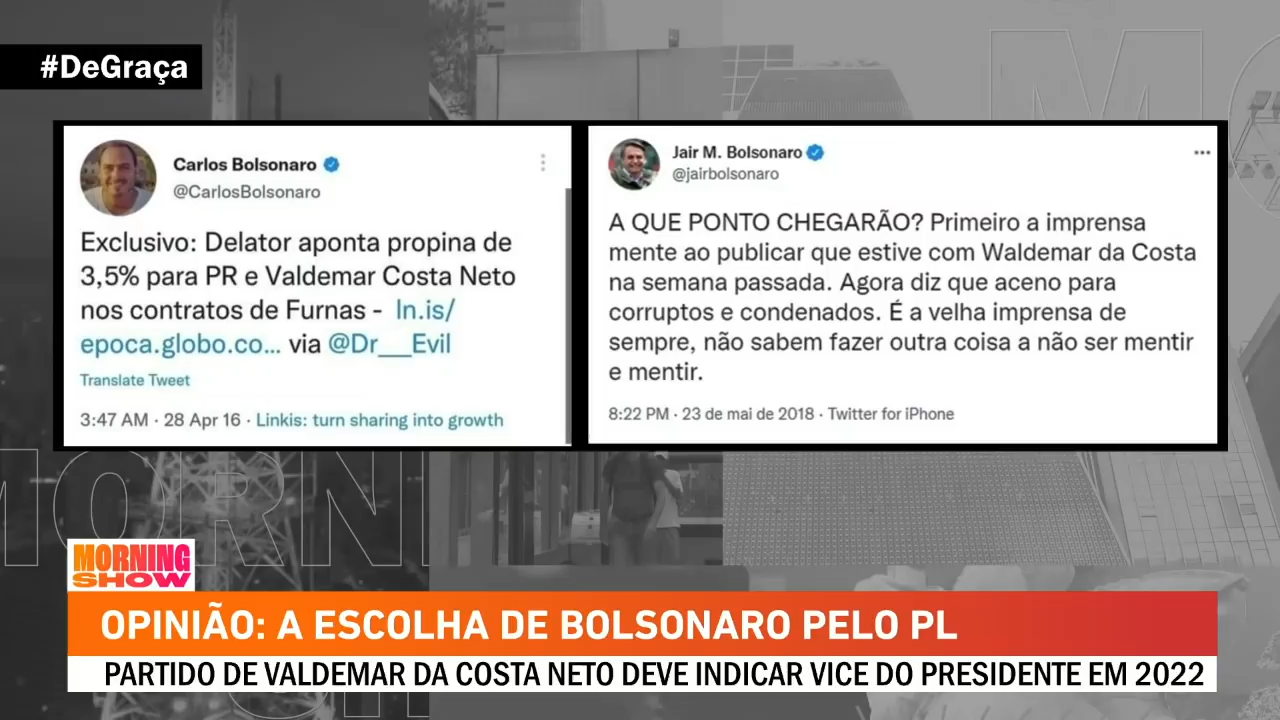 #DeGraça
Carlos Bolsonaro
@CarlosBolsonaro
Exclusivo: Delator aponta propina de
3,5% para PR e Valdemar Costa Neto
nos contratos de Furnas - ln.is/
epoca.globo.co... via @Dr___Evil
Translate Tweet
3:47 AM · 28 Apr 16 · Linkis: turn sharing into growth
Jair M. Bolsonaro
@jairbolsonaro
A QUE PONTO CHEGARÃO? Primeiro a imprensa
mente ao publicar que estive com Waldemar da Costa
na semana passada. Agora diz que aceno para
corruptos e condenados. É a velha imprensa de
sempre, não sabem fazer outra coisa a não ser mentir
e mentir.
8:22 PM · 23 de mai de 2018 · Twitter for iPhone
MORNING
SHOW
OPINIÃO: A ESCOLHA DE BOLSONARO PELO PL
PARTIDO DE VALDEMAR DA COSTA NETO DEVE INDICAR VICE DO PRESIDENTE EM 2022